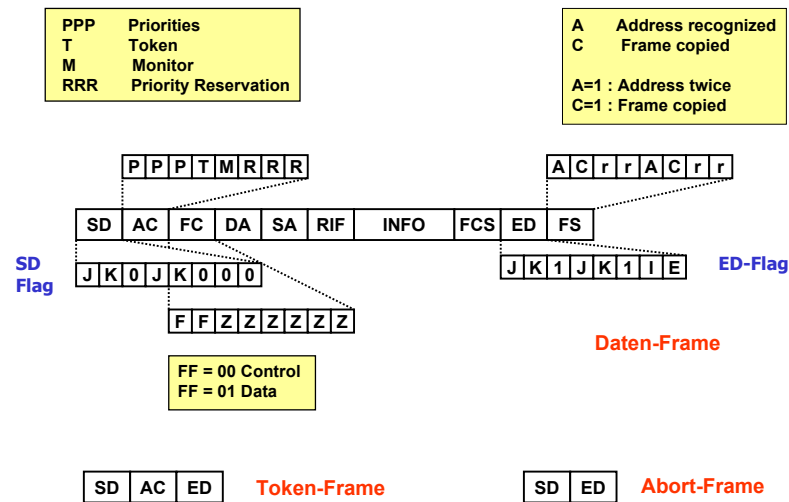 PPP Priorities
T Token
M Monitor
RRR Priority Reservation
A Address recognized
C Frame copied
A=1 : Address twice
C=1 : Frame copied
P P P T M R R R
A C r r A C r r
SD AC FC DA SA RIF INFO FCS ED FS
SD
Flag
J K 0 J K 0 0 0
J K 1 J K 1 I E
ED-Flag
F F Z Z Z Z Z Z
Daten-Frame
FF = 00 Control
FF = 01 Data
SD AC ED Token-Frame
SD ED Abort-Frame